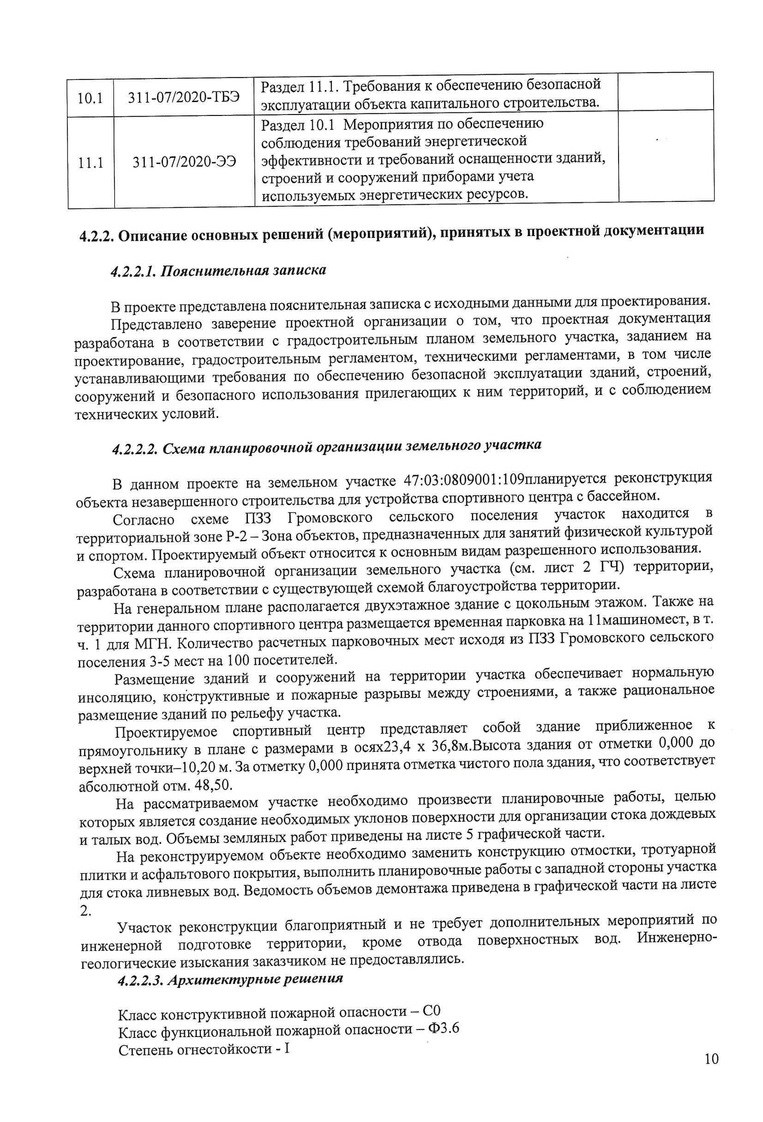 10.1 311-07/2020-ТБЭ Раздел 11.1. Требования к обеспечению безопасной
эксплуатации объекта капитального строительства.
11.1 311-07/2020-ЭЭ Раздел 10.1 Мероприятия по обеспечению
соблюдения требований энергетической
эффективности и требований оснащенности зданий,
строений и сооружений приборами учета
используемых энергетических ресурсов.
4.2.2. Описание основных решений (мероприятий), принятых в проектной документации
4.2.2.1. Пояснительная записка
В проекте представлена пояснительная записка с исходными данными для проектирования.
Представлено заверение проектной организации о том, что проектная документация
разработана в соответствии с градостроительным планом земельного участка, заданием на
проектирование, градостроительным регламентом, техническими регламентами, в том числе
устанавливающими требования по обеспечению безопасной эксплуатации зданий, строений,
сооружений и безопасного использования прилегающих к ним территорий, и с соблюдением
технических условий.
4.2.2.2. Схема планировочной организации земельного участка
В данном проекте на земельном участке 47:03:0809001:109планируется реконструкция
объекта незавершенного строительства для устройства спортивного центра с бассейном.
Согласно схеме ПЗЗ Громовского сельского поселения участок находится в
территориальной зоне Р-2 – Зона объектов, предназначенных для занятий физической культурой
и спортом. Проектируемый объект относится к основным видам разрешенного использования.
Схема планировочной организации земельного участка (см. лист 2 ГЧ) территории,
разработана в соответствии с существующей схемой благоустройства территории.
На генеральном плане располагается двухэтажное здание с цокольным этажом. Также на
территории данного спортивного центра размещается временная парковка на 11машиномест, в т.
ч. 1 для МГН. Количество расчетных парковочных мест исходя из ПЗЗ Громовского сельского
поселения 3-5 мест на 100 посетителей.
Размещение зданий и сооружений на территории участка обеспечивает нормальную
инсоляцию, конструктивные и пожарные разрывы между строениями, а также рациональное
размещение зданий по рельефу участка.
Проектируемое спортивный центр представляет собой здание приближенное к
прямоугольнику в плане с размерами в осях23,4 х 36,8м.Высота здания от отметки 0,000 до
верхней точки–10,20 м. За отметку 0,000 принята отметка чистого пола здания, что соответствует
абсолютной отм. 48,50.
На рассматриваемом участке необходимо произвести планировочные работы, целью
которых является создание необходимых уклонов поверхности для организации стока дождевых
и талых вод. Объемы земляных работ приведены на листе 5 графической части.
На реконструируемом объекте необходимо заменить конструкцию отмостки, тротуарной
плитки и асфальтового покрытия, выполнить планировочные работы с западной стороны участка
для стока ливневых вод. Ведомость объемов демонтажа приведена в графической части на листе
2.
Участок реконструкции благоприятный и не требует дополнительных мероприятий по
инженерной подготовке территории, кроме отвода поверхностных вод. Инженерно-
геологические изыскания заказчиком не предоставлялись.
4.2.2.3. Архитектурные решения
Класс конструктивной пожарной опасности – С0
Класс функциональной пожарной опасности – Ф3.6
Степень огнестойкости - I
10